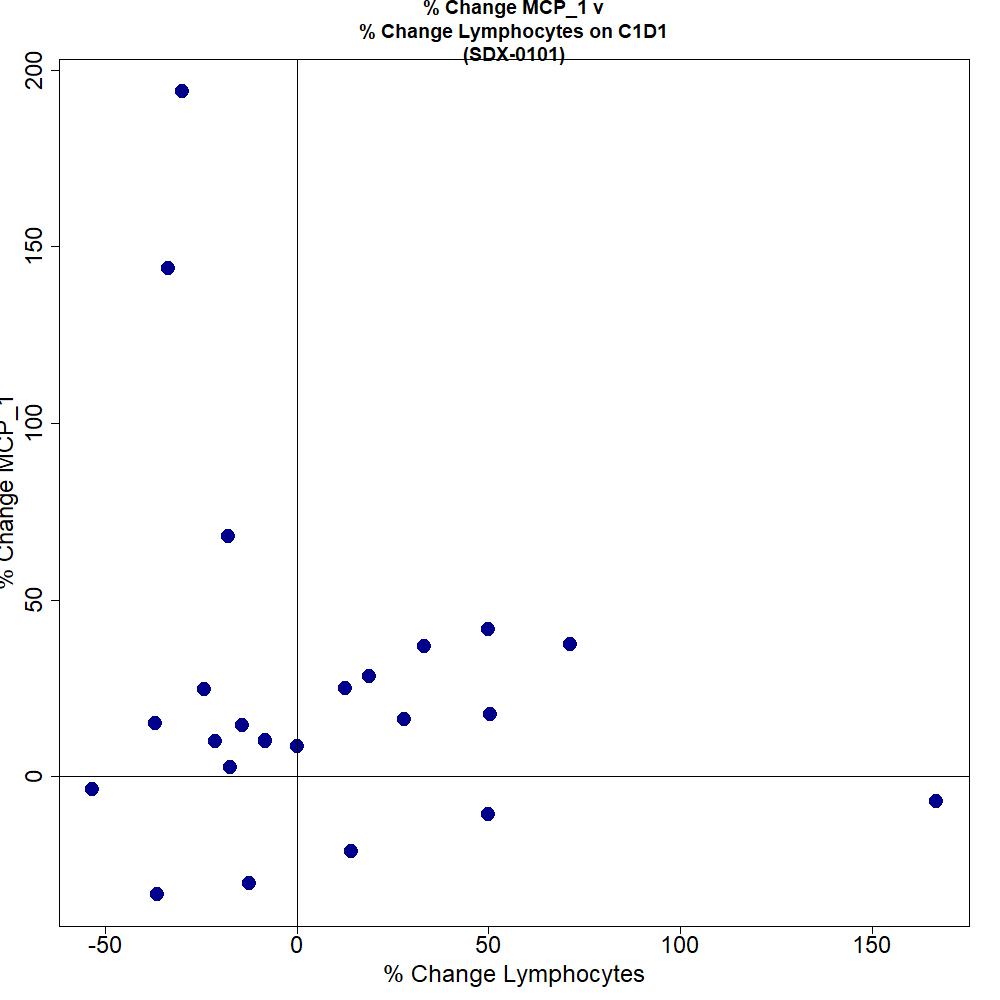 % Change MCP_1 v
% Change Lymphocytes on C1D1
(SDX-0101)
200
150
100
50
0
% Change MCP_1
-50 0 50 100 150
% Change Lymphocytes